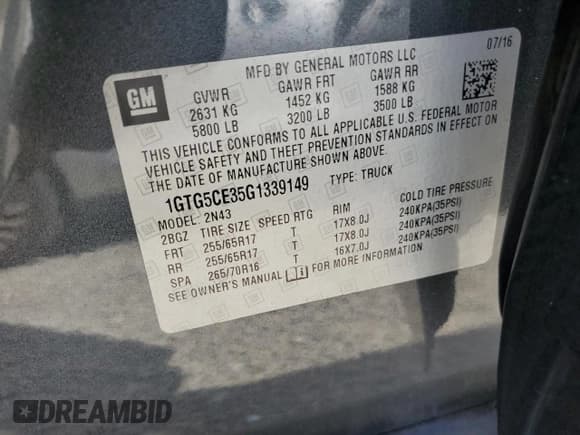 GM
MFD BY GENERAL MOTORS LLC 07/16
GVWR GAWR FRT GAWR RR
2631 KG 1452 KG 1588 KG
5800 LB 3200 LB 3500 LB
THIS VEHICLE CONFORMS TO ALL APPLICABLE U.S. FEDERAL MOTOR
VEHICLE SAFETY AND THEFT PREVENTION STANDARDS IN EFFECT ON
THE DATE OF MANUFACTURE SHOWN ABOVE.
1GTG5CE35G1339149 TYPE: TRUCK
MODEL: 2N43
2BGZ TIRE SIZE SPEED RTG RIM COLD TIRE PRESSURE
FRT 255/65R17 T 17X8.0J 240KPA(35PSI)
RR 255/65R17 T 17X8.0J 240KPA(35PSI)
SPA 265/70R16 T 16X7.0J 240KPA(35PSI)
SEE OWNER'S MANUAL FOR MORE INFORMATION.
DREAMBID